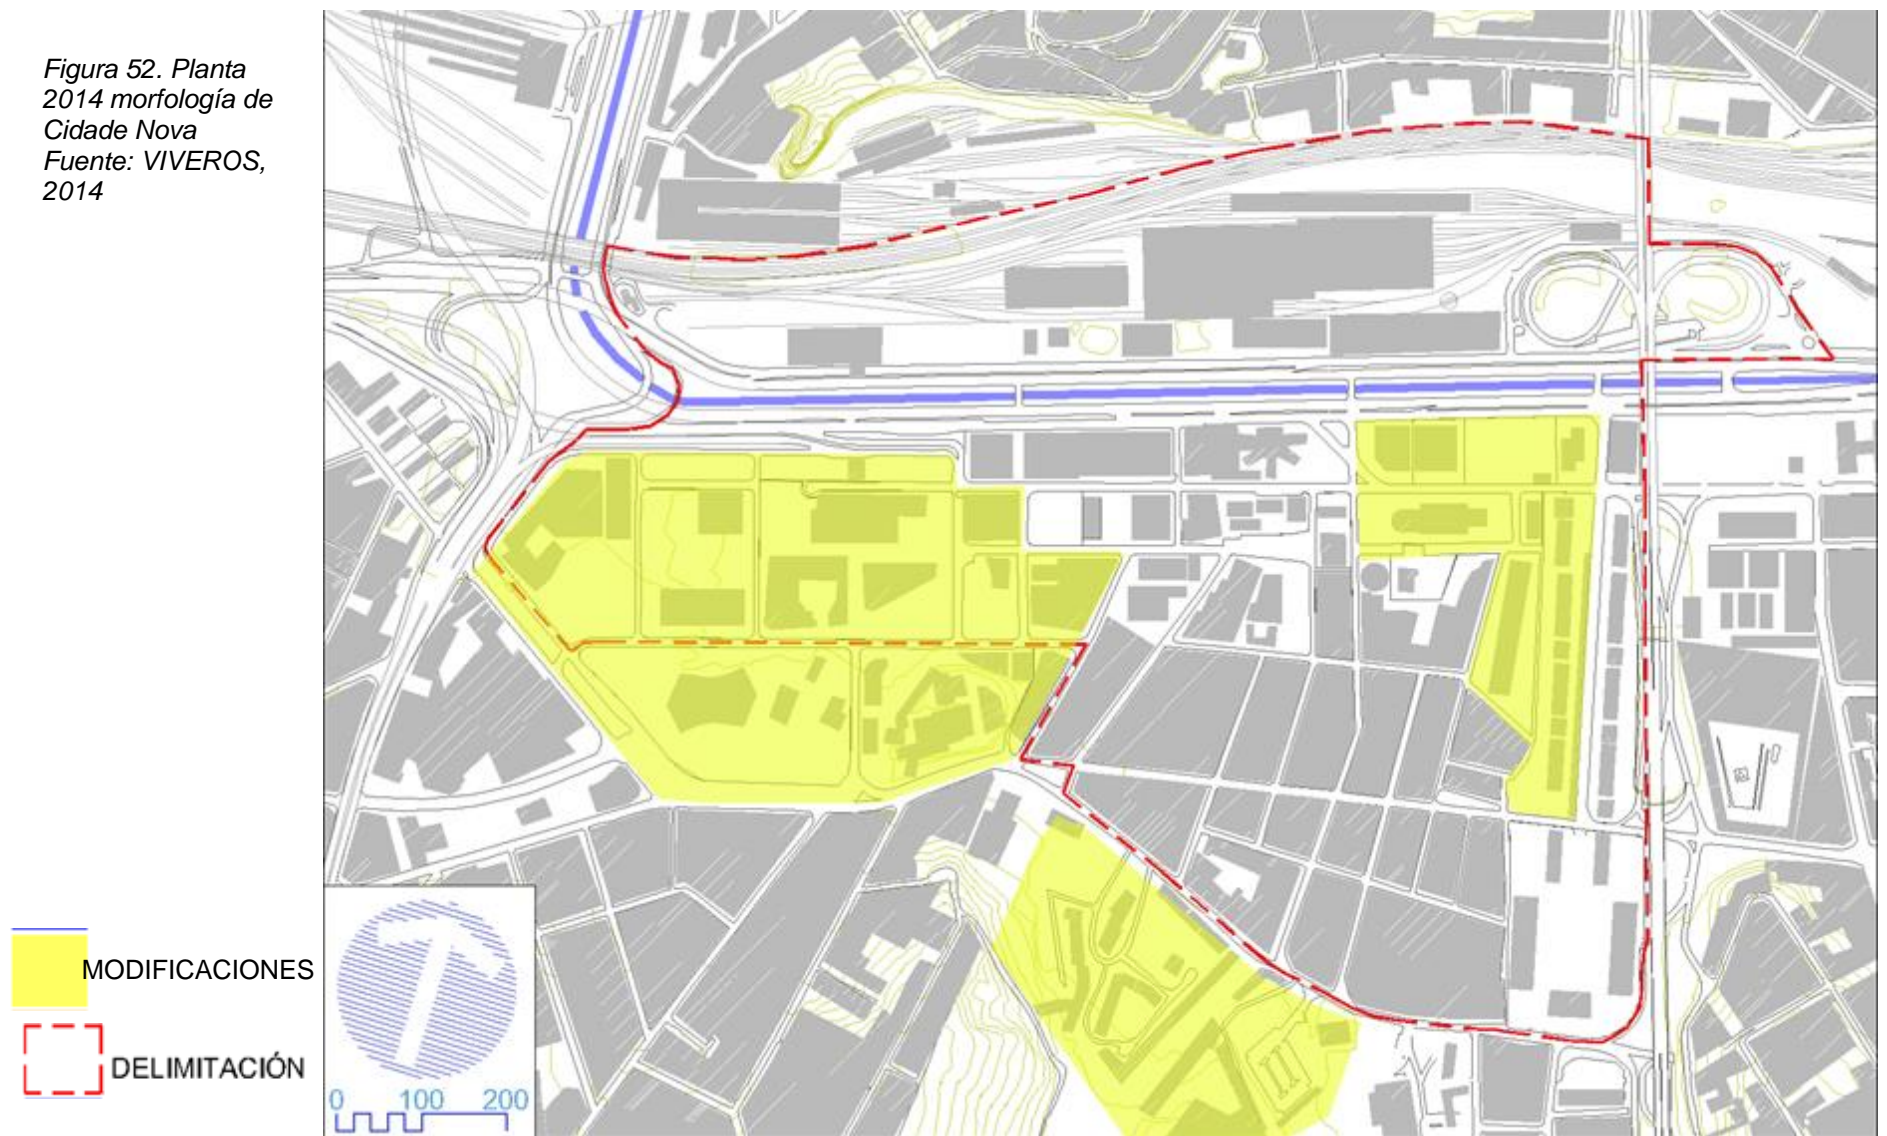 Figura 52. Planta
2014 morfología de
Cidade Nova
Fuente: VIVEROS,
2014
MODIFICACIONES
DELIMITACIÓN
0 100 200